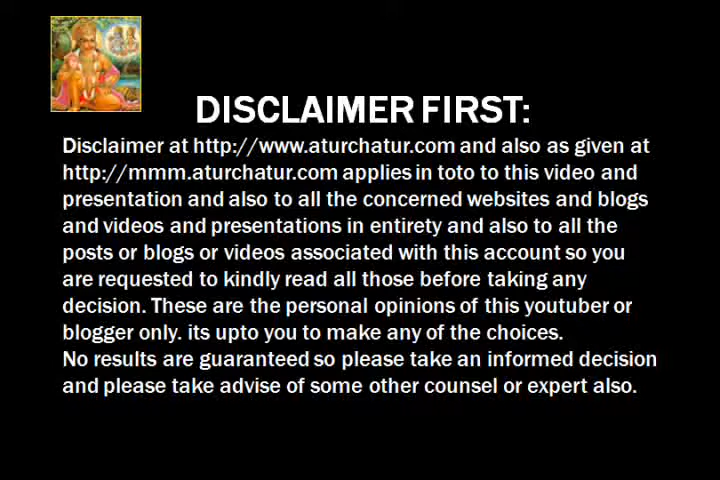 DISCLAIMER FIRST:
Disclaimer at http://www.aturchatur.com and also as given at
http://mmm.aturchatur.com applies in toto to this video and
presentation and also to all the concerned websites and blogs
and videos and presentations in entirety and also to all the
posts or blogs or videos associated with this account so you
are requested to kindly read all those before taking any
decision. These are the personal opinions of this youtuber or
blogger only. its upto you to make any of the choices.
No results are guaranteed so please take an informed decision
and please take advise of some other counsel or expert also.